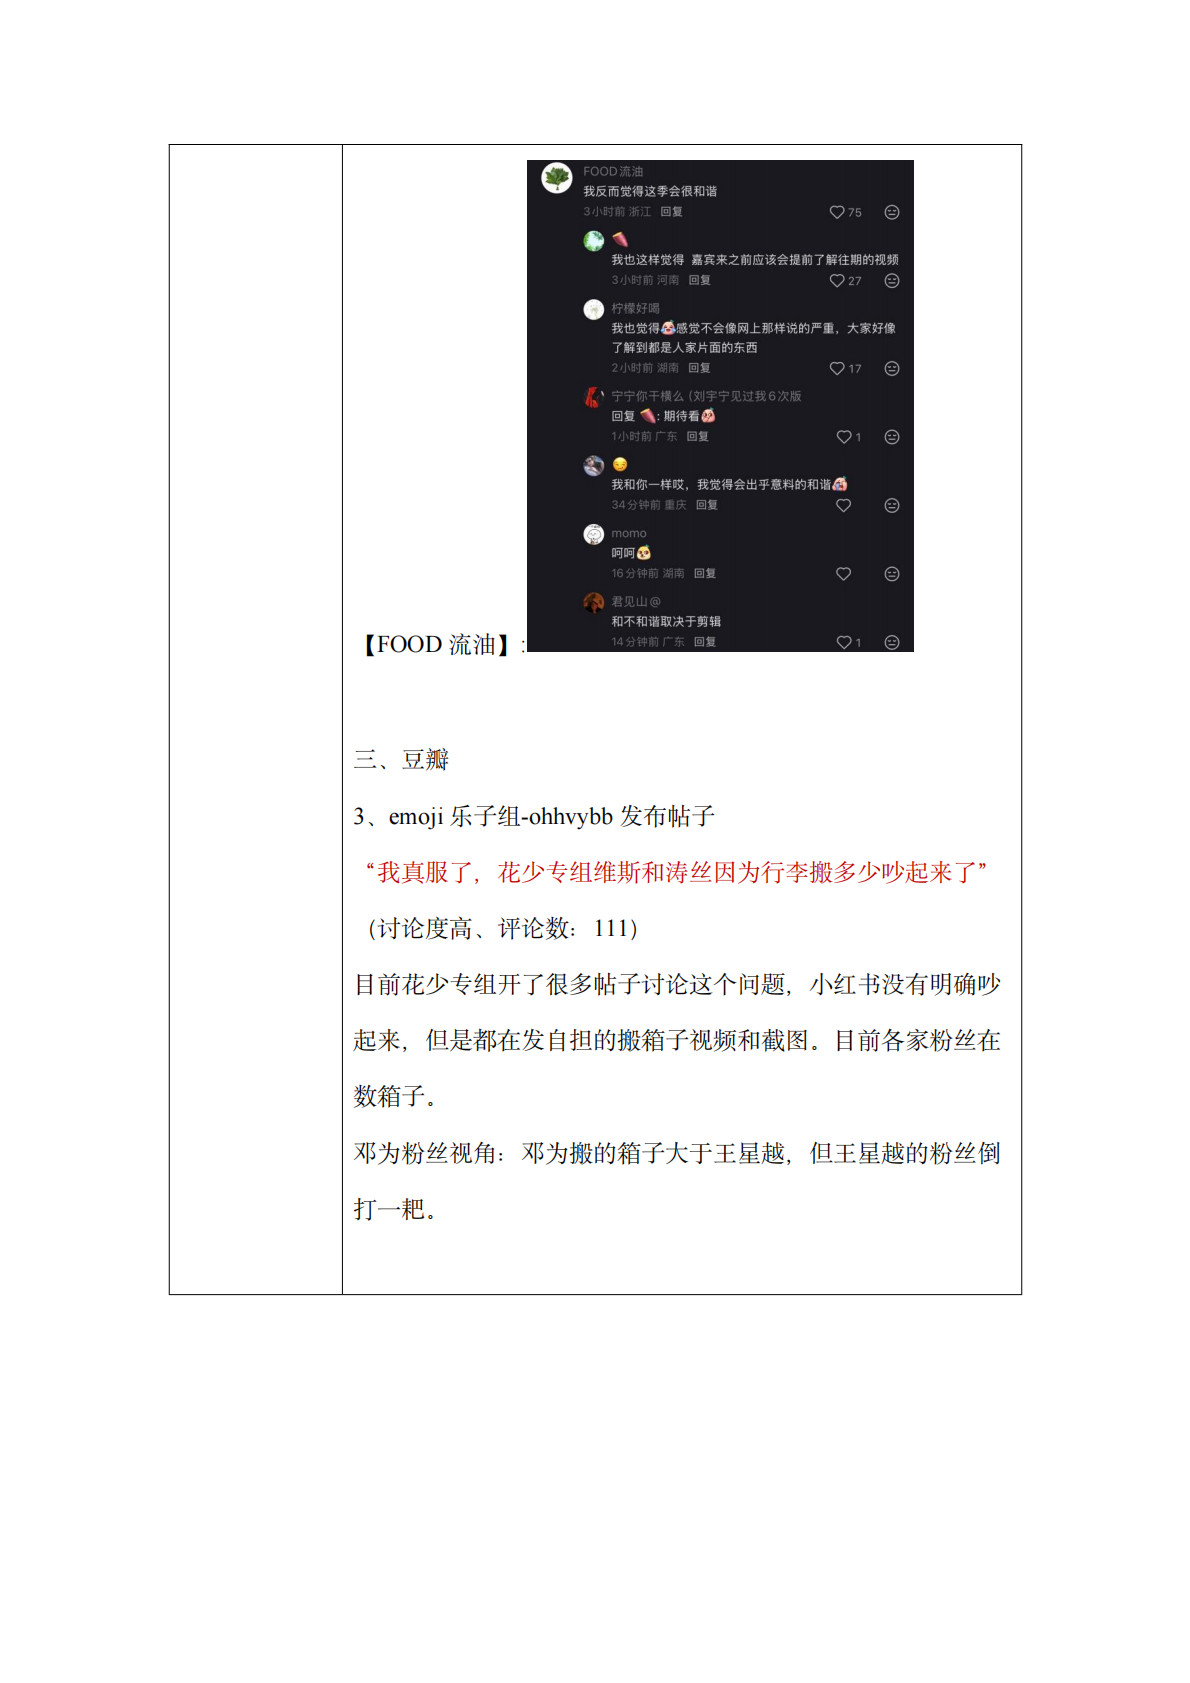 FOOD流油
我反而觉得这季会很和谐
3小时前 浙江 回复 75
🍠
我也这样觉得 嘉宾来之前应该会提前了解往期的视频
3小时前 河南 回复 27
柠檬好喝
我也觉得感觉不会像网上那样说的严重，大家好像
了解到都是人家片面的东西
2小时前 湖南 回复 17
宁宁你干横么（刘宇宁见过我6次版
回复 🍠: 期待看
1小时前 广东 回复 1
😏
我和你一样哎，我觉得会出乎意料的和谐
34分钟前 重庆 回复
momo
呵呵
16分钟前 湖南 回复
君见山@
和不和谐取决于剪辑
14分钟前 广东 回复 1
【FOOD 流油】:
三、豆瓣
3、emoji 乐子组-ohhvybb 发布帖子
“我真服了，花少专组维斯和涛丝因为行李搬多少吵起来了”
（讨论度高、评论数：111）
目前花少专组开了很多帖子讨论这个问题，小红书没有明确吵
起来，但是都在发自担的搬箱子视频和截图。目前各家粉丝在
数箱子。
邓为粉丝视角：邓为搬的箱子大于王星越，但王星越的粉丝倒
打一耙。